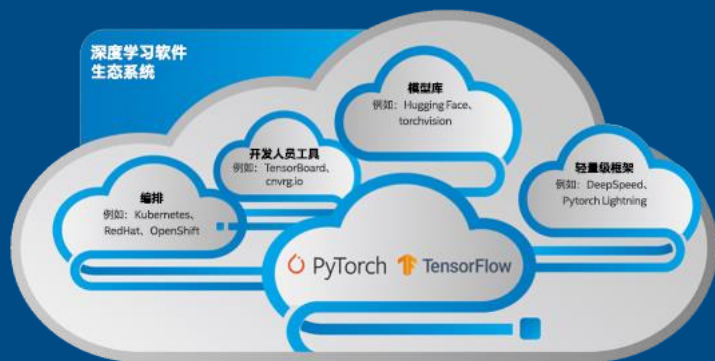 深度学习软件
生态系统
模型库
例如：Hugging Face、
torchvision
开发人员工具
例如：TensorBoard、
cnvrg.io
轻量级框架
例如：DeepSpeed、
Pytorch Lightning
编排
例如：Kubernetes、
RedHat、OpenShift
PyTorch
TensorFlow